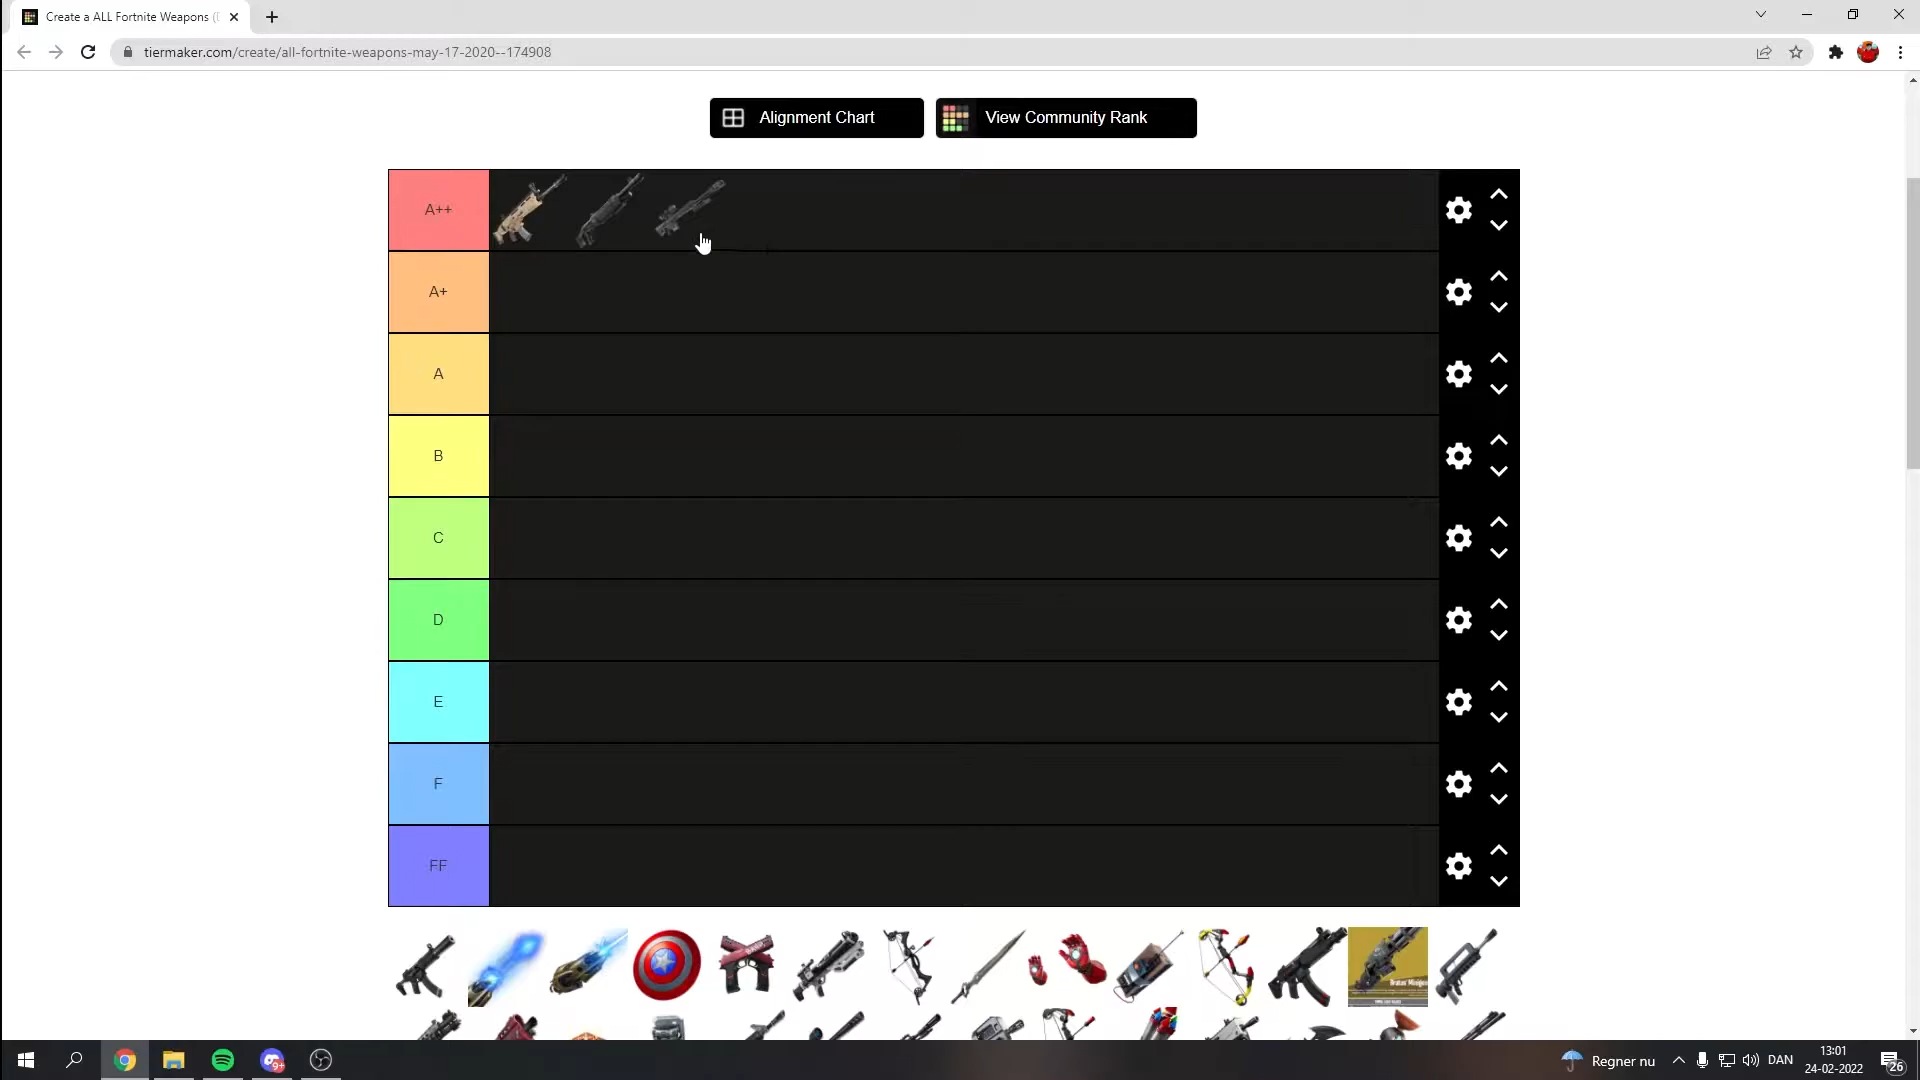 Create a ALL Fortnite Weapons (
tiermaker.com/create/all-fortnite-weapons-may-17-2020--174908
Alignment Chart
View Community Rank
A++
A+
A
B
C
D
E
F
FF
Regner nu
DAN
13:01
24-02-2022
9+
26